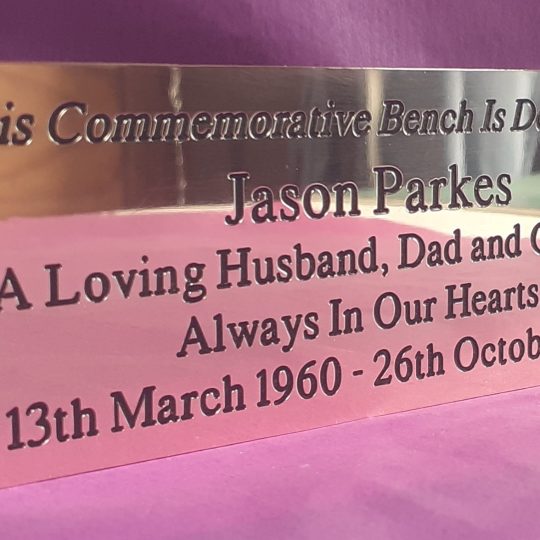 is Commemorative Bench Is D
Jason Parkes
A Loving Husband, Dad and
Always In Our Hearts
13th March 1960 - 26th Octob